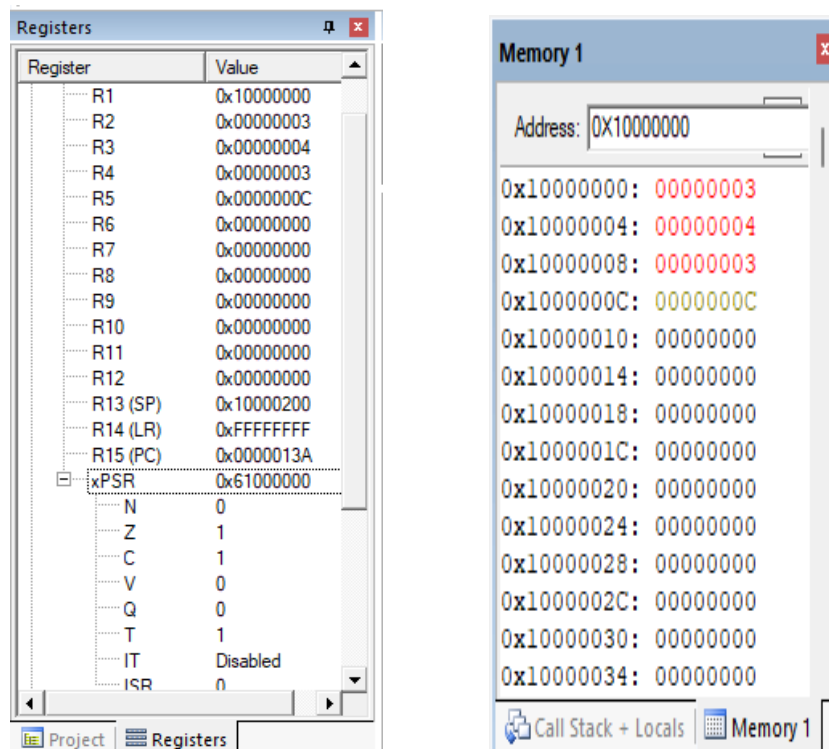 Registers
Register Value
R1 0x10000000
R2 0x00000003
R3 0x00000004
R4 0x00000003
R5 0x0000000C
R6 0x00000000
R7 0x00000000
R8 0x00000000
R9 0x00000000
R10 0x00000000
R11 0x00000000
R12 0x00000000
R13 (SP) 0x10000200
R14 (LR) 0xFFFFFFFF
R15 (PC) 0x0000013A
xPSR 0x61000000
N 0
Z 1
C 1
V 0
Q 0
T 1
IT Disabled
ISR 0
Project Registers
Memory 1
Address: 0X10000000
0x10000000: 00000003
0x10000004: 00000004
0x10000008: 00000003
0x1000000C: 0000000C
0x10000010: 00000000
0x10000014: 00000000
0x10000018: 00000000
0x1000001C: 00000000
0x10000020: 00000000
0x10000024: 00000000
0x10000028: 00000000
0x1000002C: 00000000
0x10000030: 00000000
0x10000034: 00000000
Call Stack + Locals Memory 1